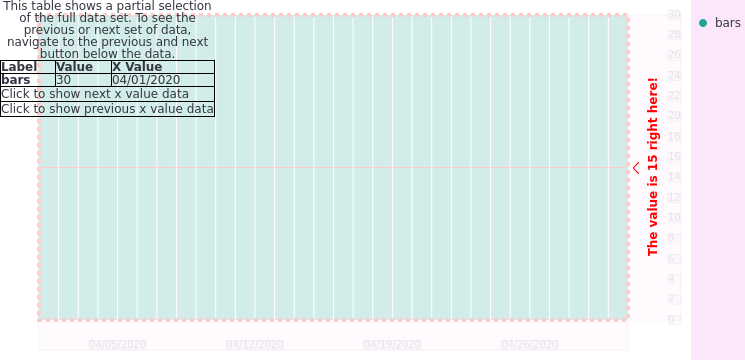 This table shows a partial selection
of the full data set. To see the
previous or next set of data,
navigate to the previous and next
button below the data.
Label Value X Value
bars 30 04/01/2020
Click to show next x value data
Click to show previous x value data
The value is 15 right here!
30
28
26
24
22
20
18
16
14
12
10
8
6
4
2
0
04/05/2020 04/12/2020 04/19/2020 04/26/2020
bars